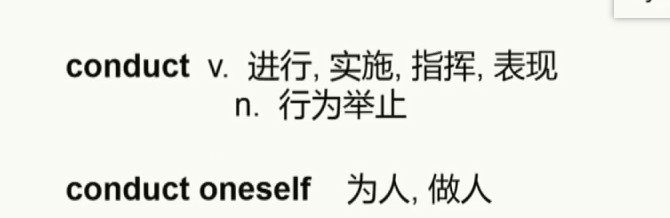 conduct v. 进行, 实施, 指挥, 表现
n. 行为举止
conduct oneself 为人, 做人